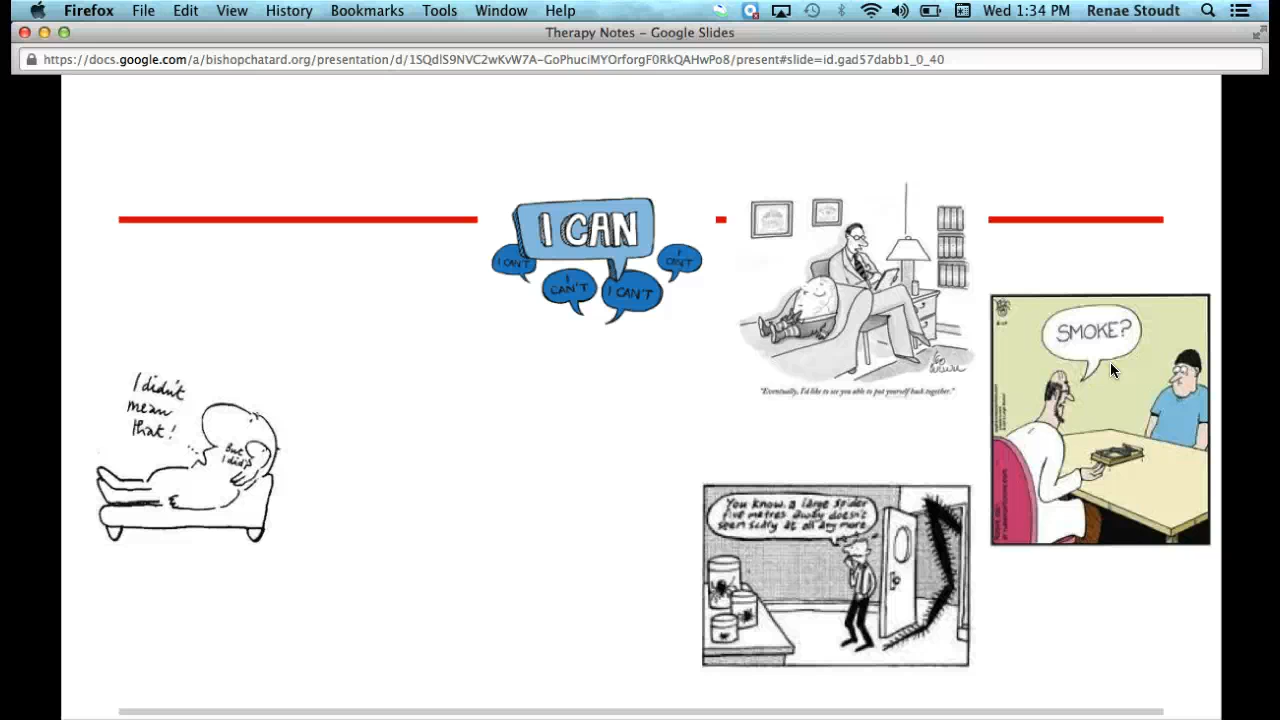 Firefox File Edit View History Bookmarks Tools Window Help Wed 1:34 PM Renae Stoudt
Therapy Notes – Google Slides
https://docs.google.com/a/bishopchatard.org/presentation/d/1SQdlS9NVC2wKvW7A-GoPhuciMYOrforgF0RkQAHwPo8/present#slide=id.gad57dabb1_0_40
I CAN
I CAN'T
I
CAN'T
I CAN'T
I
CAN'T
"Eventually, I'd like to see you able to put yourself back together."
SMOKE?
I didn't
mean
that!
But
I did?
You know, a large spider
five metres away doesn't
seem scary at all any more